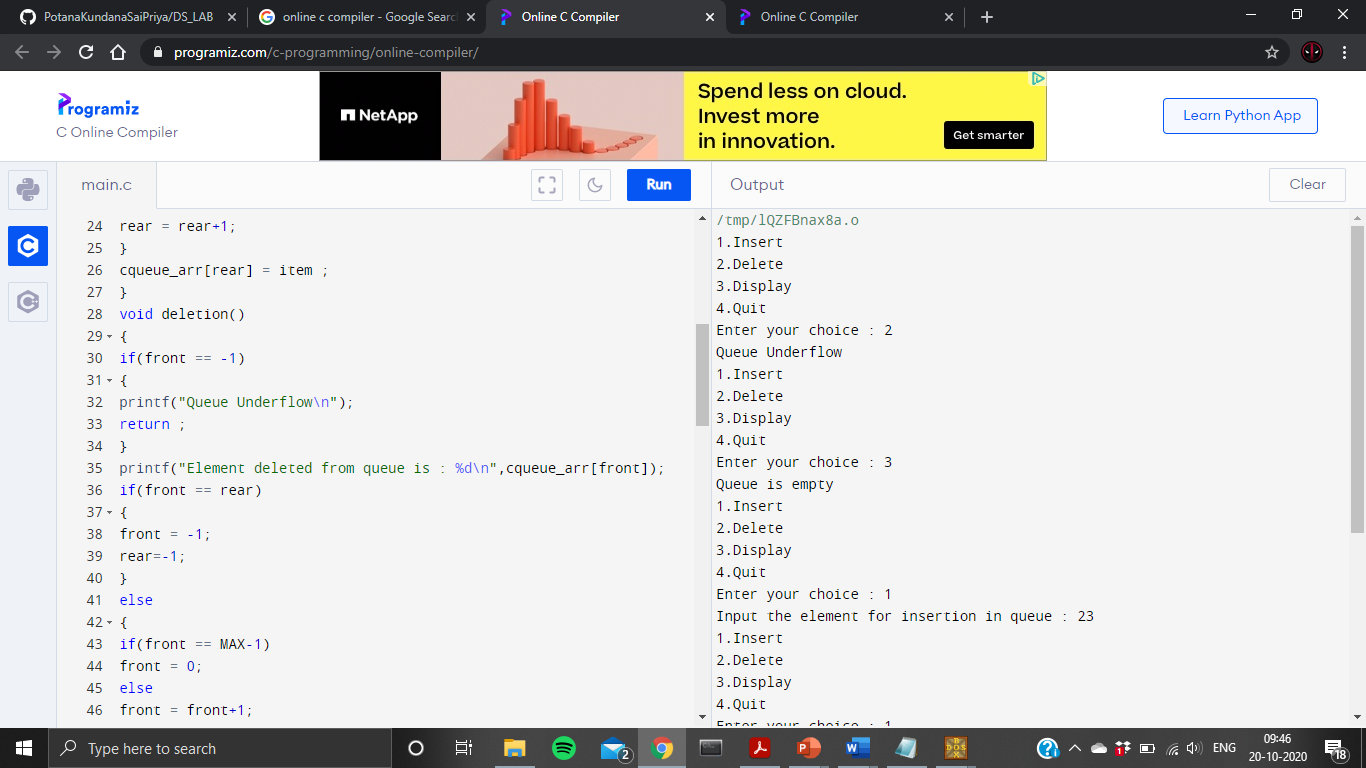 PotanaKundanaSaiPriya/DS_LAB
online c compiler - Google Searc
Online C Compiler
Online C Compiler
programiz.com/c-programming/online-compiler/
Programiz
C Online Compiler
NetApp
Spend less on cloud.
Invest more
in innovation.
Get smarter
Learn Python App
main.c
Run
Output
Clear
24 rear = rear+1;
25 }
26 cqueue_arr[rear] = item ;
27 }
28 void deletion()
29 {
30 if(front == -1)
31 {
32 printf("Queue Underflow\n");
33 return ;
34 }
35 printf("Element deleted from queue is : %d\n",cqueue_arr[front]);
36 if(front == rear)
37 {
38 front = -1;
39 rear=-1;
40 }
41 else
42 {
43 if(front == MAX-1)
44 front = 0;
45 else
46 front = front+1;
/tmp/lQZFBnax8a.o
1.Insert
2.Delete
3.Display
4.Quit
Enter your choice : 2
Queue Underflow
1.Insert
2.Delete
3.Display
4.Quit
Enter your choice : 3
Queue is empty
1.Insert
2.Delete
3.Display
4.Quit
Enter your choice : 1
Input the element for insertion in queue : 23
1.Insert
2.Delete
3.Display
4.Quit
Enter your choice : 1
Type here to search
2
ENG
09:46
20-10-2020
18